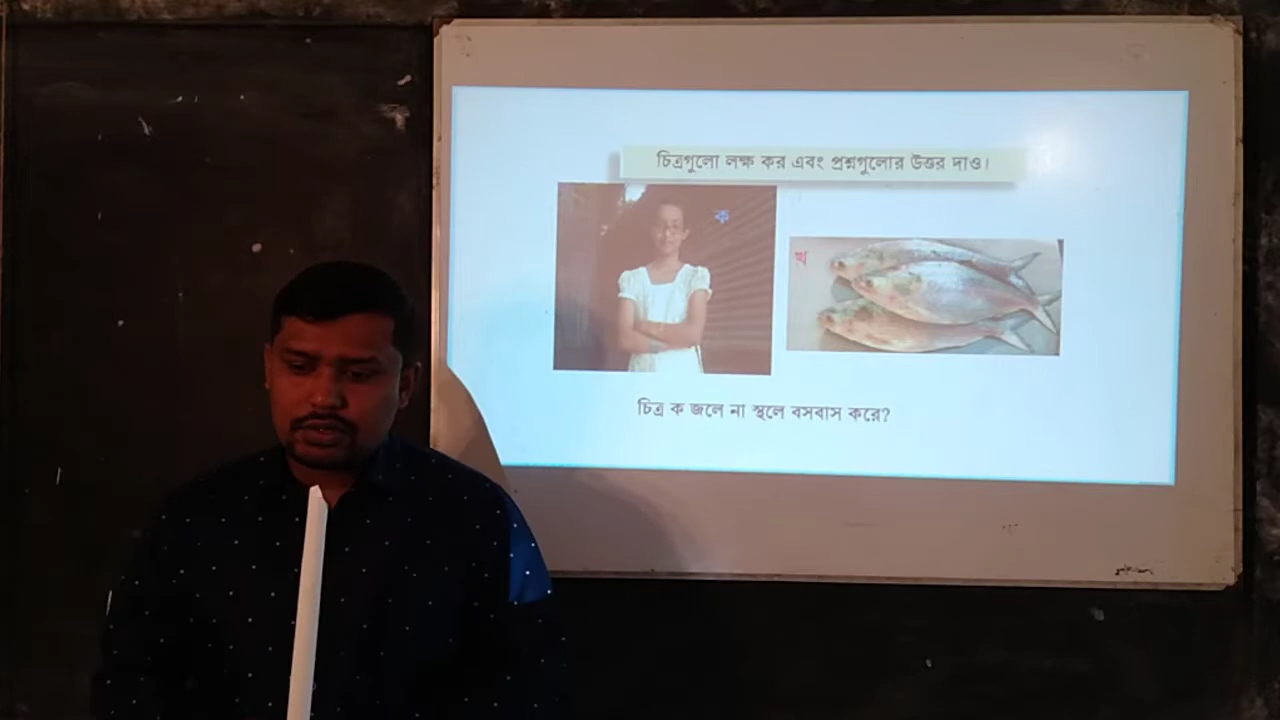 চিত্রগুলো লক্ষ কর এবং প্রশ্নগুলোর উত্তর দাও।
ক
খ
চিত্র ক জলে না স্থলে বসবাস করে?